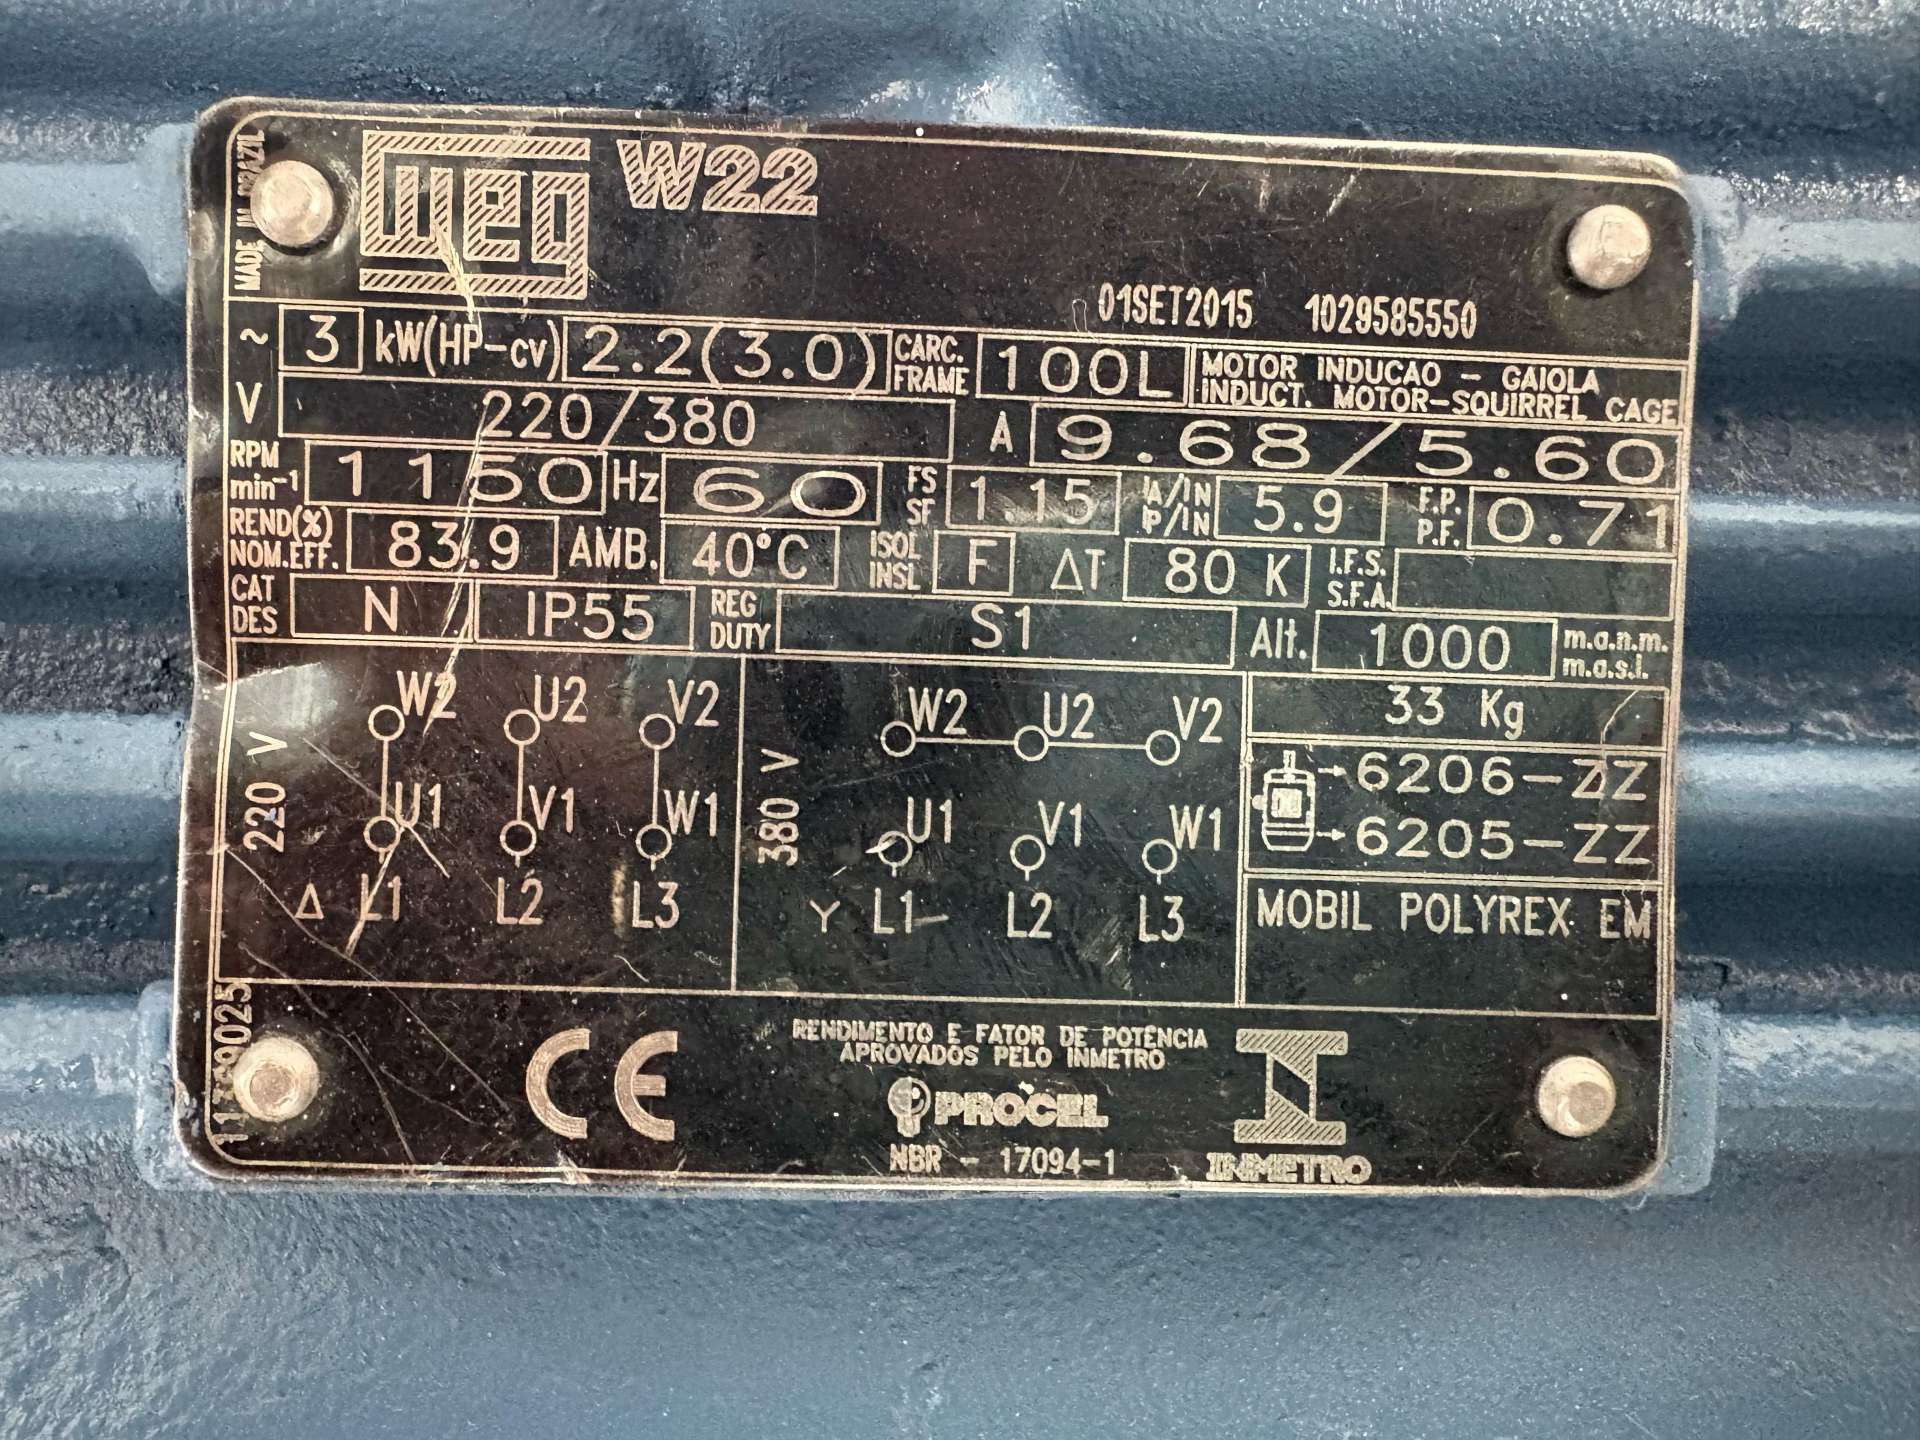 MADE IN BRAZIL
weg W22
01SET2015 1029585550
~ 3 kW(HP-cv) 2.2(3.0) CARC. FRAME 100L MOTOR INDUCAO - GAIOLA
INDUCT. MOTOR-SQUIRREL CAGE
V 220/380 A 9.68/5.60
RPM min-1 1150 Hz 60 FS SF 1.15 IA/IN IP/IN 5.9 F.P. P.F. 0.71
REND(%) NOM.EFF. 83.9 AMB. 40°C ISOL INSL F ΔT 80 K I.F.S. S.F.A.
CAT DES N IP55 REG DUTY S1 Alt. 1000 m.a.n.m. m.a.s.l.
220 V
W2 U2 V2
U1 V1 W1
Δ L1 L2 L3
380 V
W2 U2 V2
U1 V1 W1
Y L1 L2 L3
33 Kg
6206-ZZ
6205-ZZ
MOBIL POLYREX EM
CE
RENDIMENTO E FATOR DE POTÊNCIA
APROVADOS PELO INMETRO
PROCEL
NBR - 17094-1
INMETRO